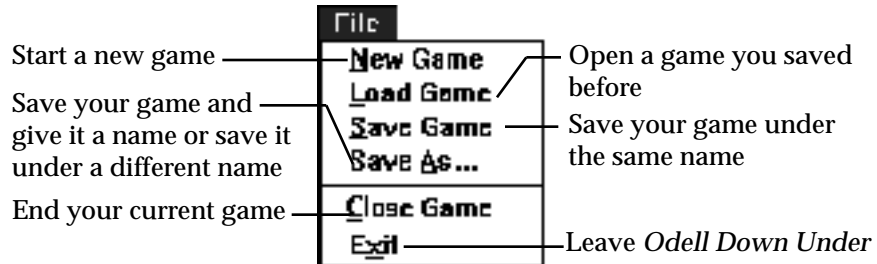 File
Start a new game
New Game
Open a game you saved
before
Load Game
Save your game and
give it a name or save it
under a different name
Save Game
Save your game under
the same name
Save As...
End your current game
Close Game
Exit
Leave Odell Down Under